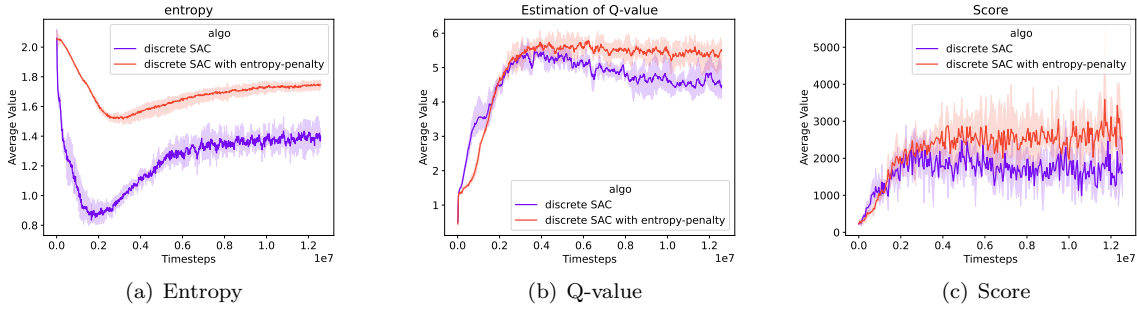 entropy
algo
discrete SAC
discrete SAC with entropy-penalty
2.0
1.8
1.6
1.4
1.2
1.0
0.8
Average Value
0.0 0.2 0.4 0.6 0.8 1.0 1.2
Timesteps
1e7
(a) Entropy
Estimation of Q-value
6
5
4
3
2
1
Average Value
algo
discrete SAC
discrete SAC with entropy-penalty
0.0 0.2 0.4 0.6 0.8 1.0 1.2
Timesteps
1e7
(b) Q-value
Score
algo
discrete SAC
discrete SAC with entropy-penalty
5000
4000
3000
2000
1000
0
Average Value
0.0 0.2 0.4 0.6 0.8 1.0 1.2
Timesteps
1e7
(c) Score